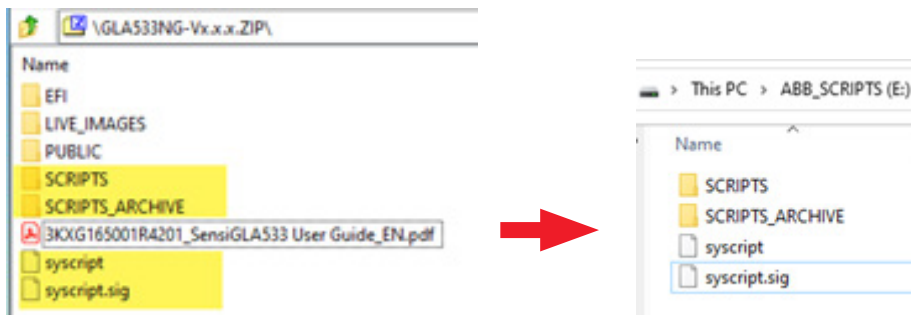 \GLA533NG-Vx.x.x.ZIP\
Name
EFI
LIVE_IMAGES
PUBLIC
SCRIPTS
SCRIPTS_ARCHIVE
3KXG165001R4201_SensiGLA533 User Guide_EN.pdf
syscript
syscript.sig
This PC > ABB_SCRIPTS (E:)
Name
SCRIPTS
SCRIPTS_ARCHIVE
syscript
syscript.sig